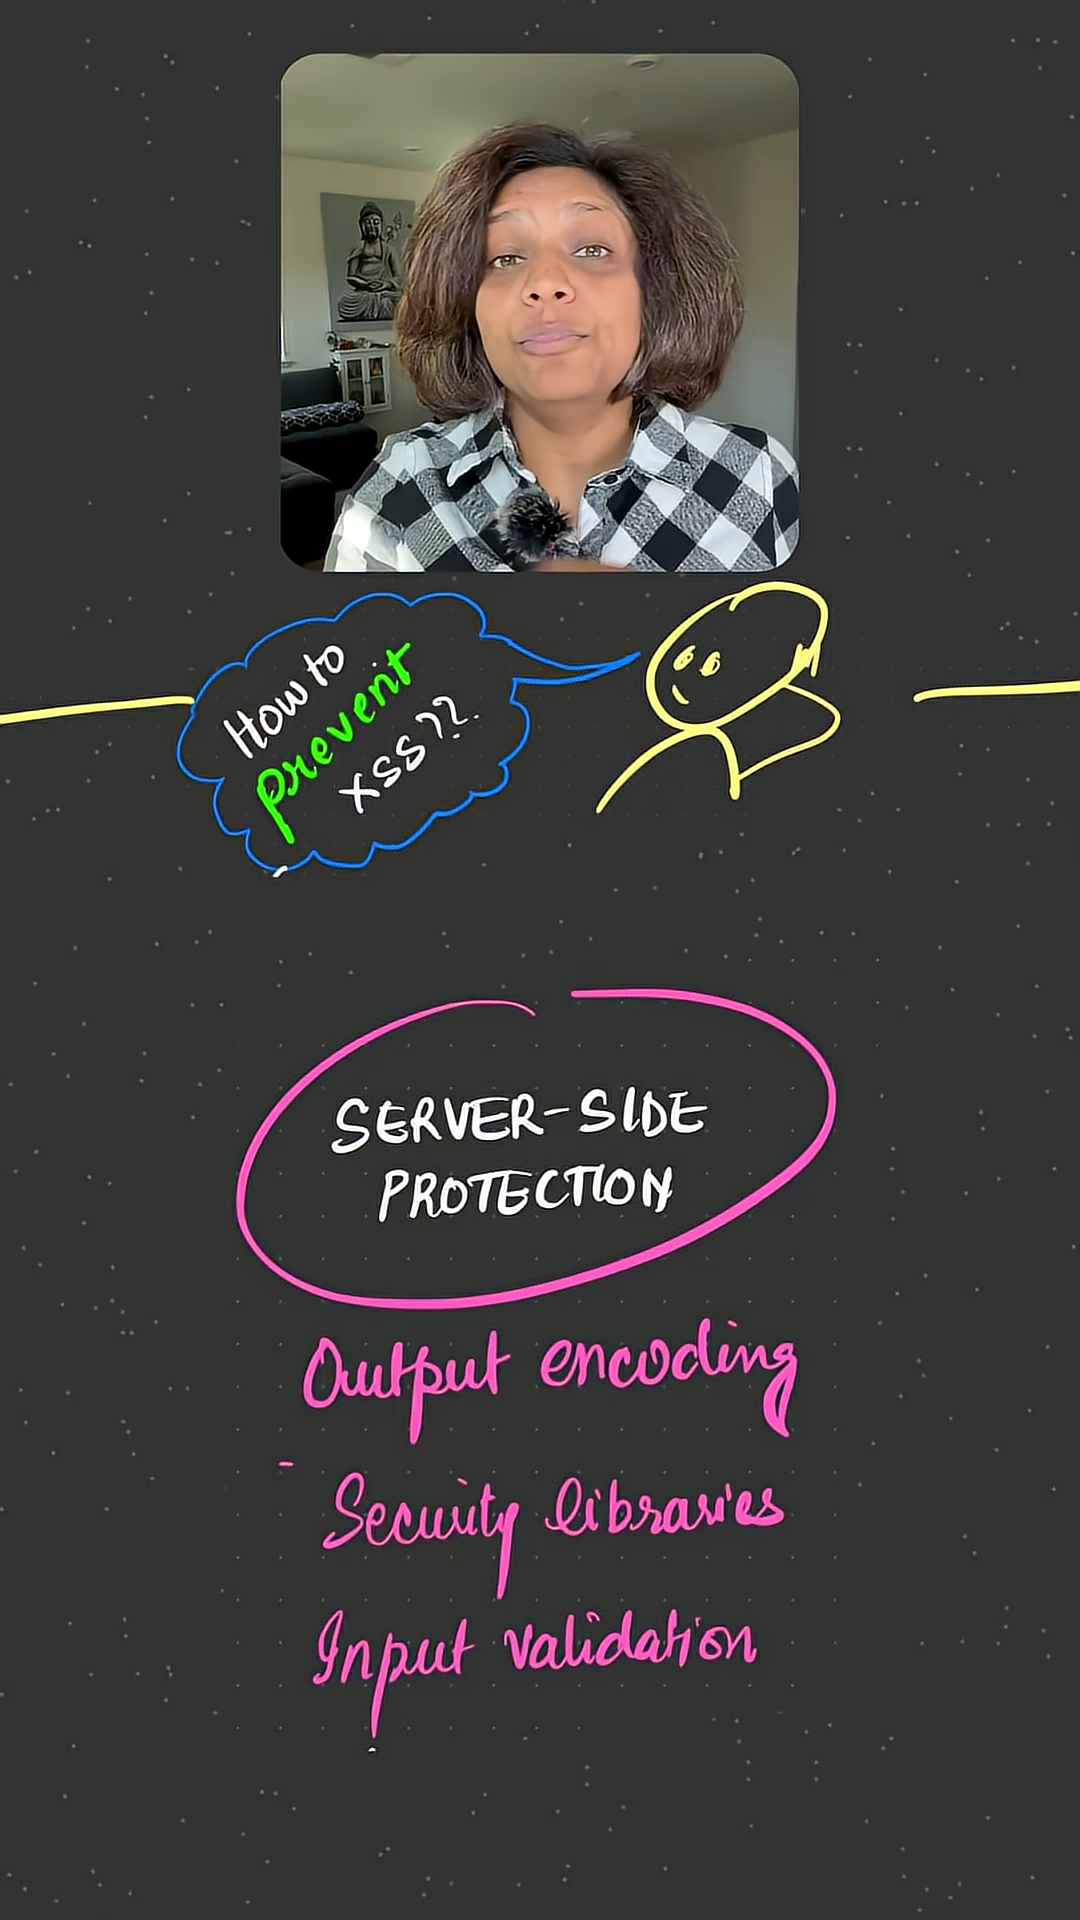 How to
prevent
XSS??.
SERVER-SIDE
PROTECTION
Output encoding
- Security libraries
Input validation